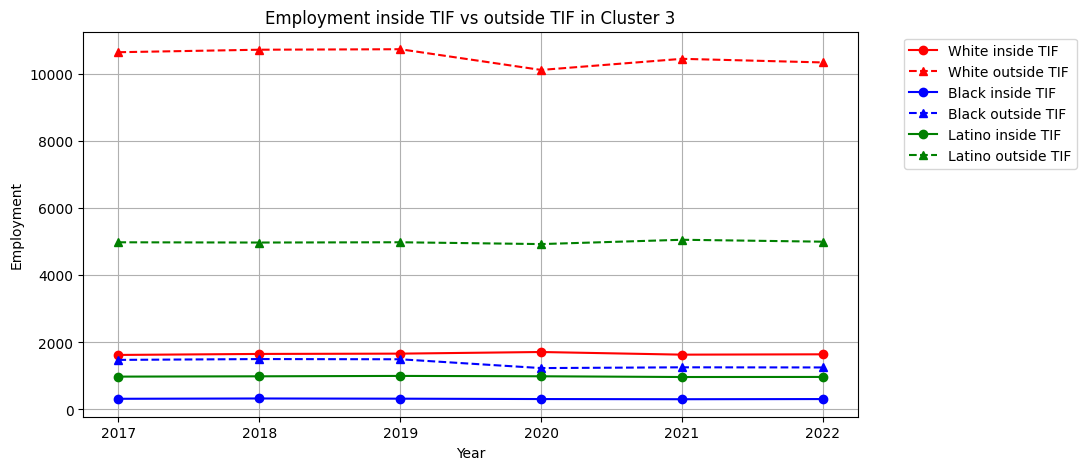 Employment inside TIF vs outside TIF in Cluster 3
Employment
10000
8000
6000
4000
2000
0
2017 2018 2019 2020 2021 2022
Year
White inside TIF
White outside TIF
Black inside TIF
Black outside TIF
Latino inside TIF
Latino outside TIF